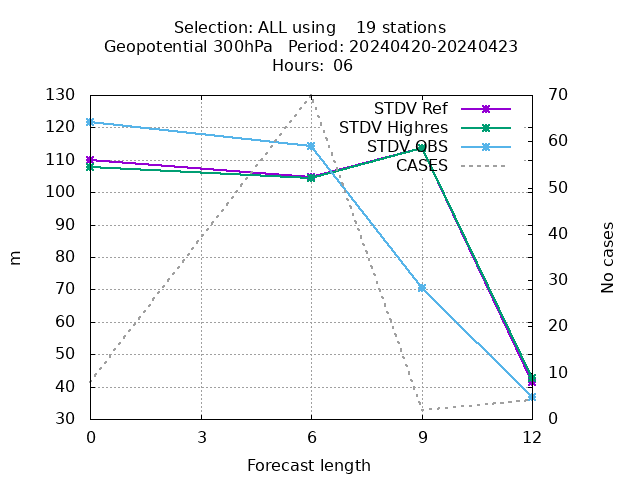 Selection: ALL using    19 stations
Geopotential 300hPa   Period: 20240420-20240423
Hours:  06
STDV Ref
STDV Highres
STDV OBS
CASES
130
120
110
100
90
80
70
60
50
40
30
70
60
50
40
30
20
10
0
m
No cases
0
3
6
9
12
Forecast length